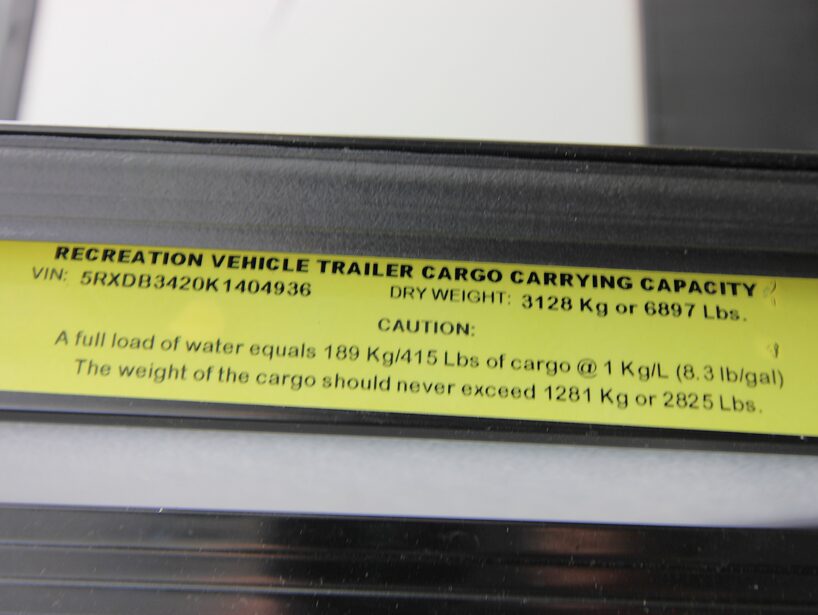 RECREATION VEHICLE TRAILER CARGO CARRYING CAPACITY
VIN: 5RXDB3420K1404936 DRY WEIGHT: 3128 Kg or 6897 Lbs.
CAUTION:
A full load of water equals 189 Kg/415 Lbs of cargo @ 1 Kg/L (8.3 lb/gal)
The weight of the cargo should never exceed 1281 Kg or 2825 Lbs.